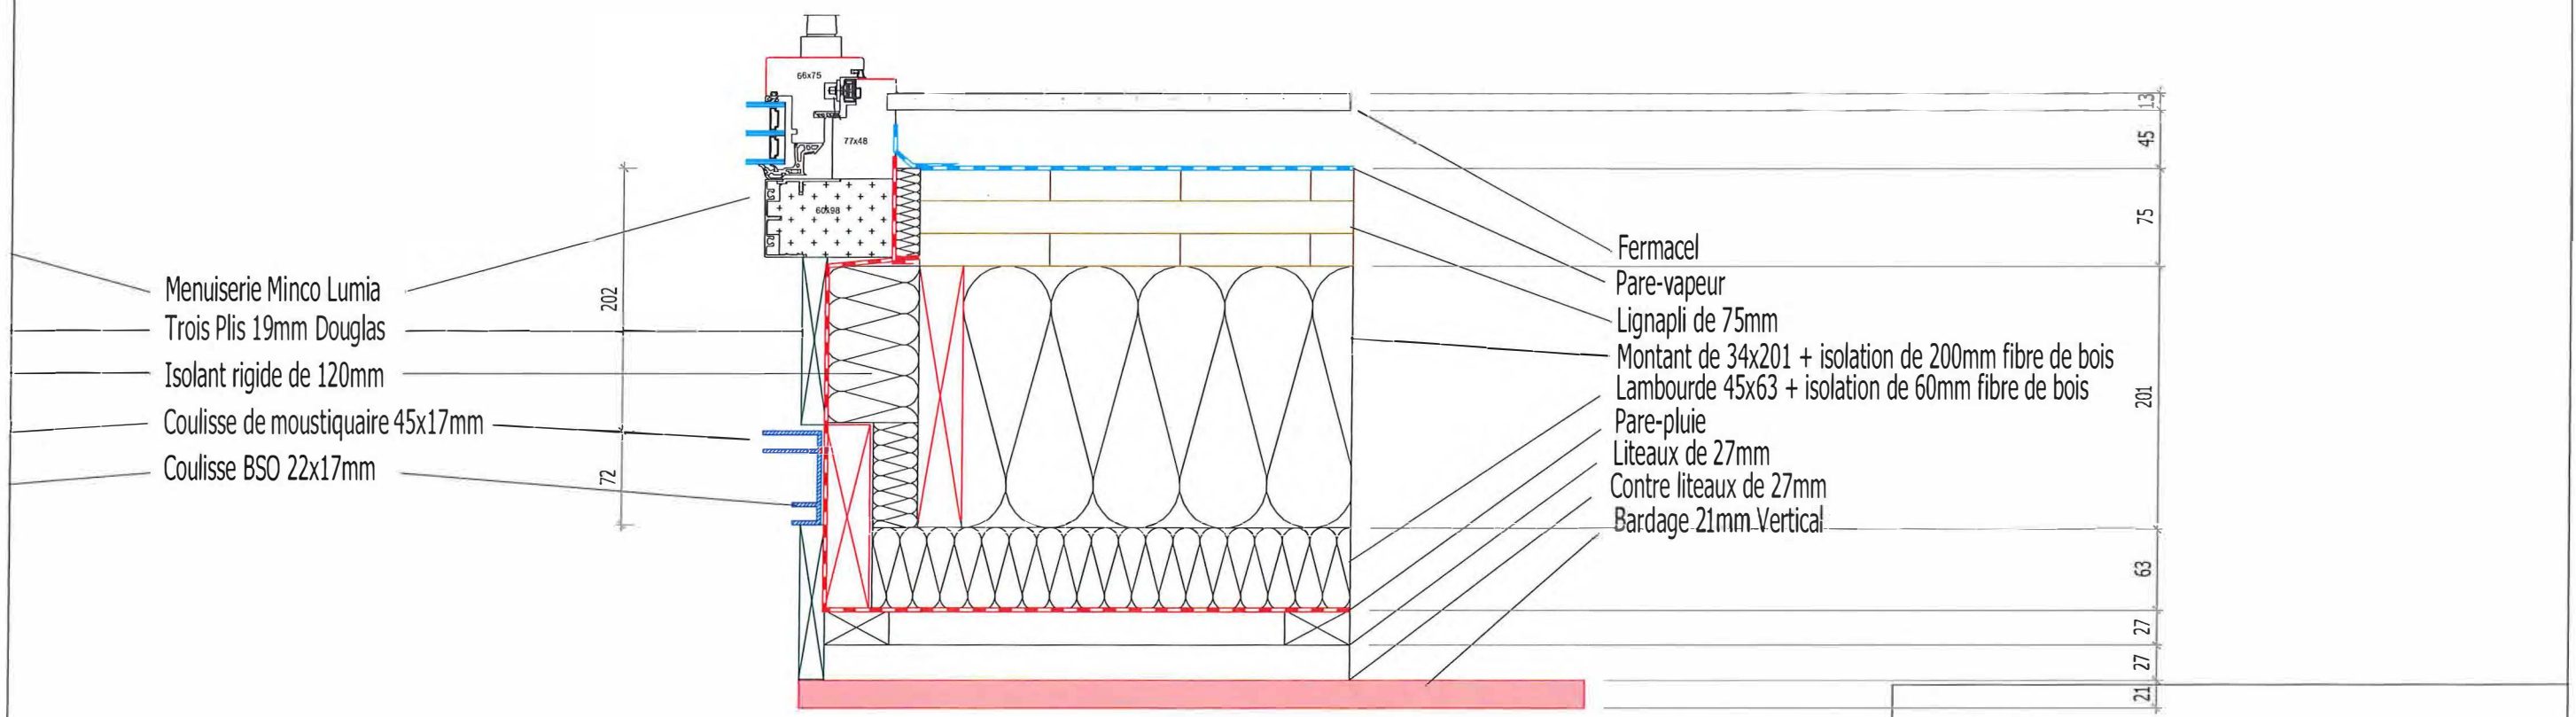 66x75
77x48
60x98
Menuiserie Minco Lumia
Trois Plis 19mm Douglas
Isolant rigide de 120mm
Coulisse de moustiquaire 45x17mm
Coulisse BSO 22x17mm
202
72
Fermacel
Pare-vapeur
Lignapli de 75mm
Montant de 34x201 + isolation de 200mm fibre de bois
Lambourde 45x63 + isolation de 60mm fibre de bois
Pare-pluie
Liteaux de 27mm
Contre liteaux de 27mm
Bardage 21mm Vertical
13
45
75
201
63
27
27
21